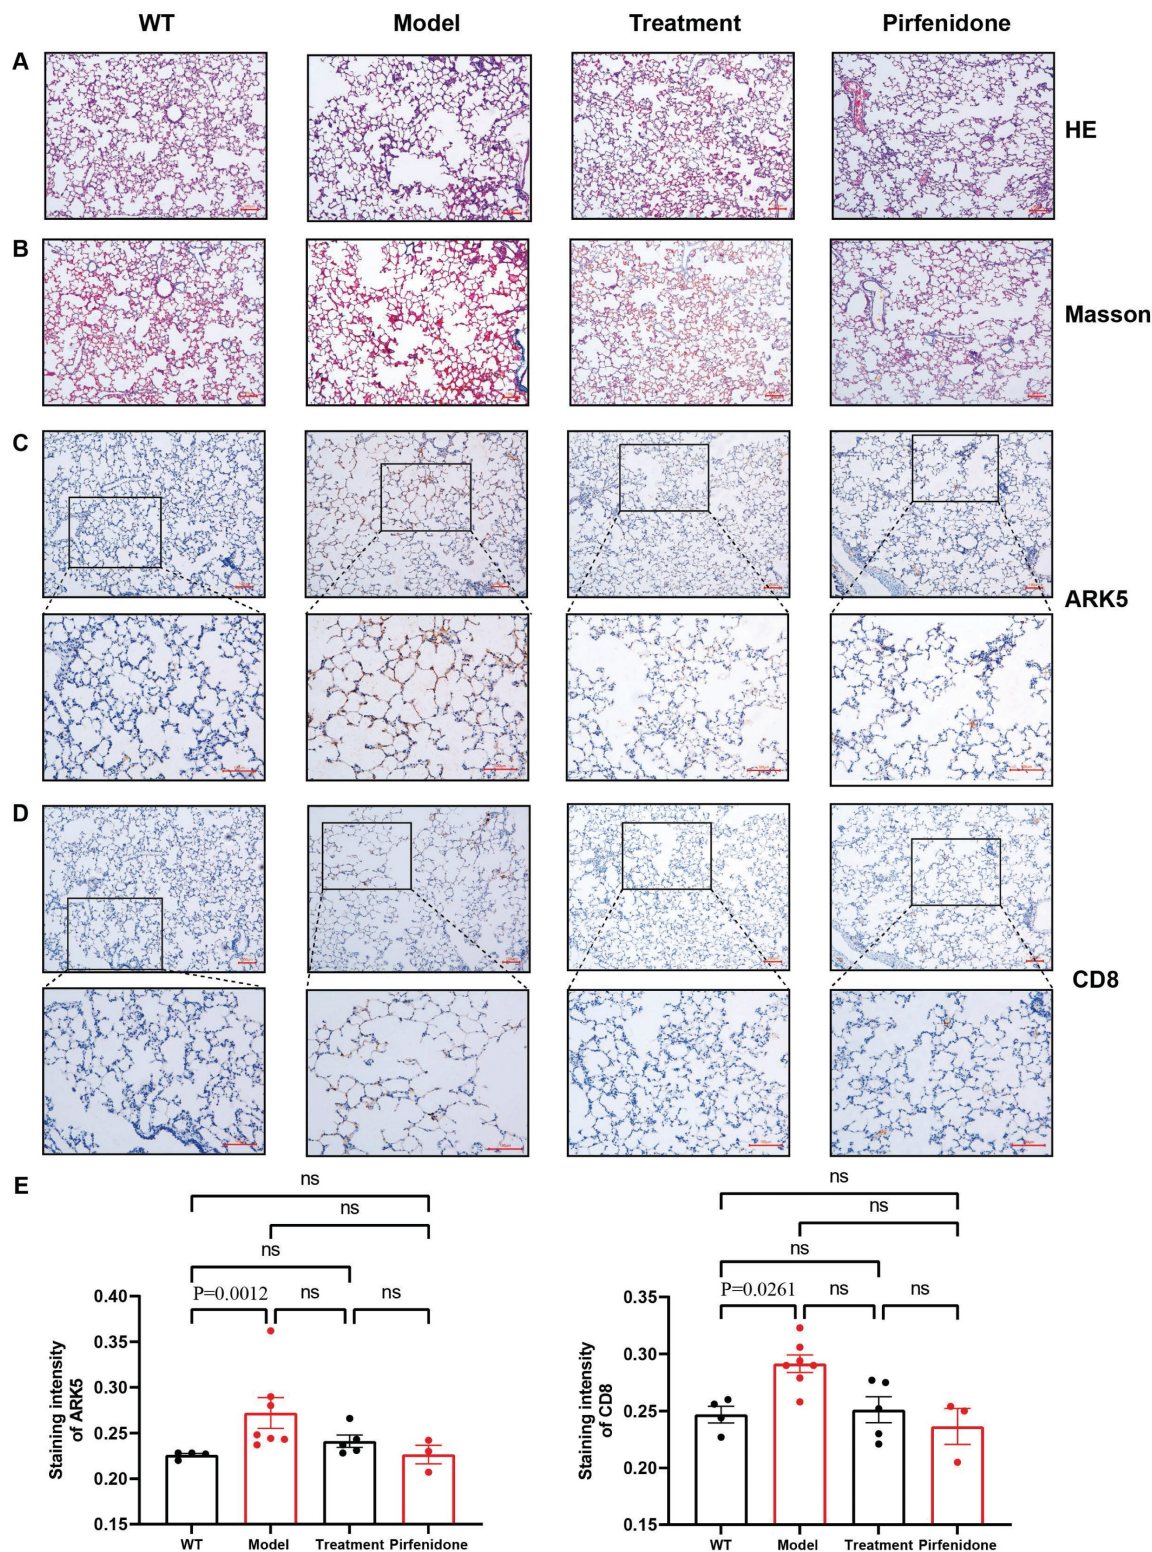 WT Model Treatment Pirfenidone
A
HE
B
Masson
C
ARK5
D
CD8
E
ns
ns
ns
P=0.0012 ns ns
Staining intensity
of ARK5
0.40
0.35
0.30
0.25
0.20
0.15
WT Model Treatment Pirfenidone
ns
ns
ns
P=0.0261 ns ns
Staining intensity
of CD8
0.35
0.30
0.25
0.20
0.15
WT Model Treatment Pirfenidone